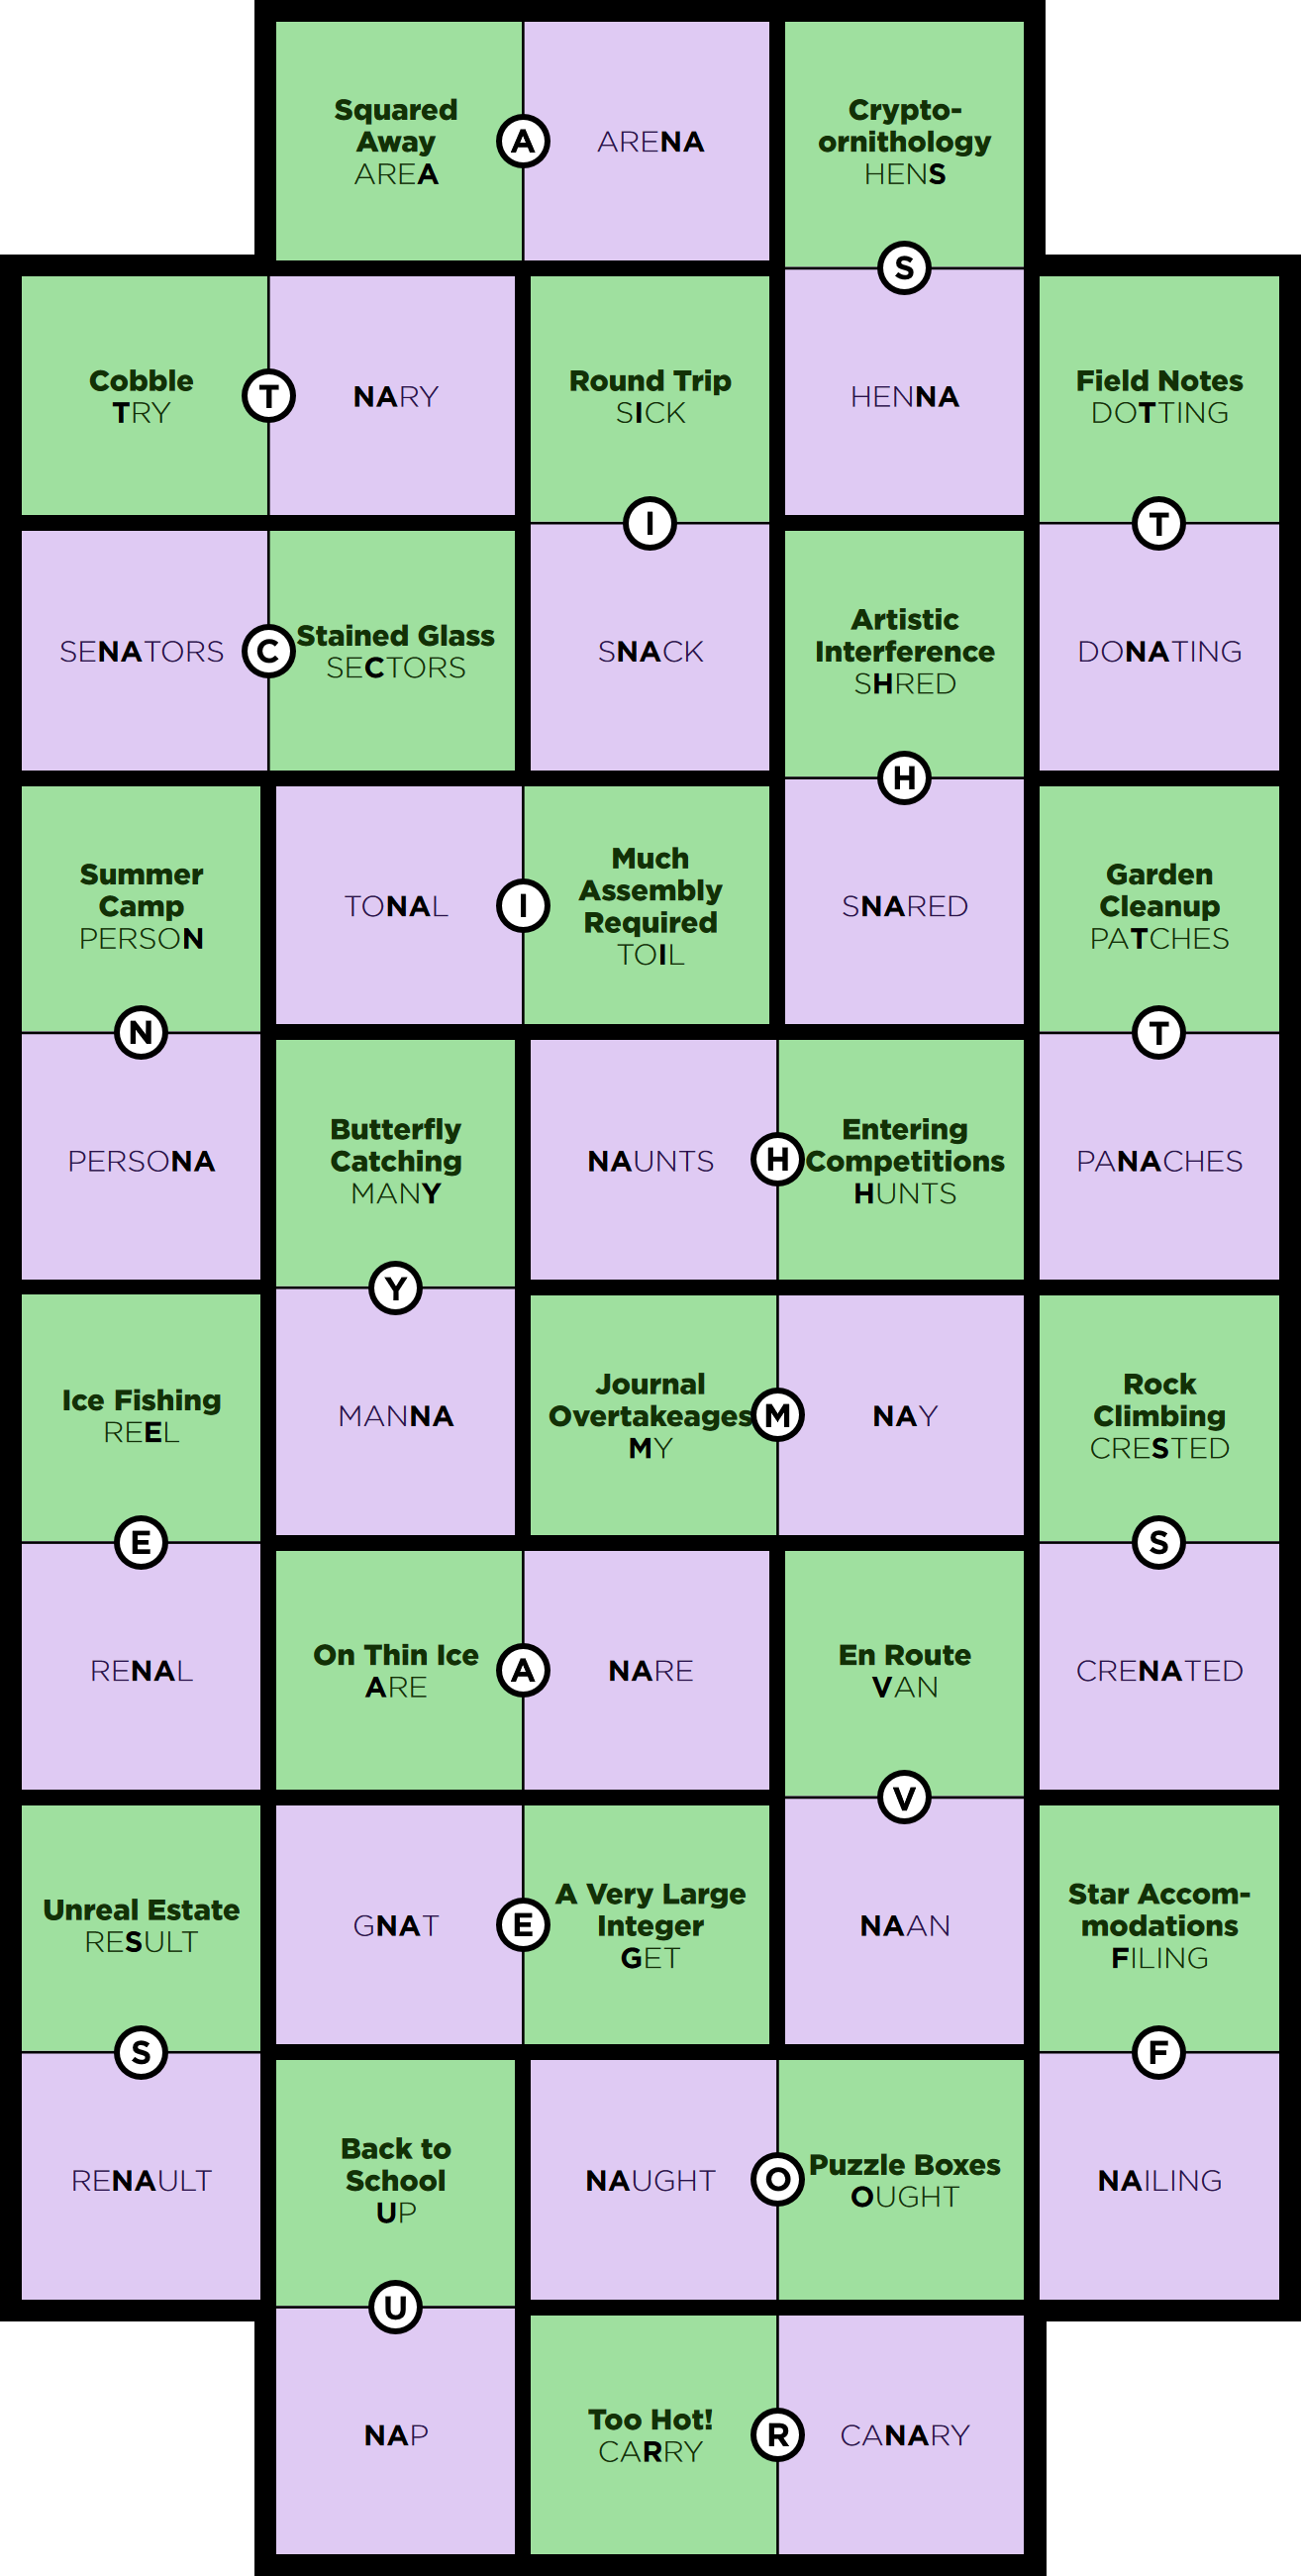 Squared
Away
AREA
A
ARENA
Crypto-
ornithology
HENS
S
Cobble
TRY
T
NARY
Round Trip
SICK
HENNA
Field Notes
DOTTING
I
T
SENATORS
C
Stained Glass
SECTORS
SNACK
Artistic
Interference
SHRED
DONATING
H
Summer
Camp
PERSON
TONAL
I
Much
Assembly
Required
TOIL
SNARED
Garden
Cleanup
PATCHES
N
T
PERSONA
Butterfly
Catching
MANY
NAUNTS
H
Entering
Competitions
HUNTS
PANACHES
Y
Ice Fishing
REEL
MANNA
Journal
Overtakeages
MY
M
NAY
Rock
Climbing
CRESTED
E
S
RENAL
On Thin Ice
ARE
A
NARE
En Route
VAN
CRENATED
V
Unreal Estate
RESULT
GNAT
E
A Very Large
Integer
GET
NAAN
Star Accom-
modations
FILING
S
F
RENAULT
Back to
School
UP
NAUGHT
O
Puzzle Boxes
OUGHT
NAILING
U
NAP
Too Hot!
CARRY
R
CANARY